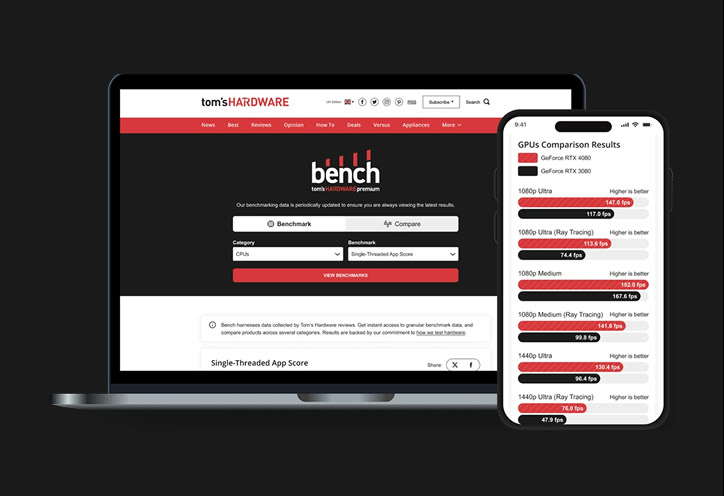 tom'sHARDWARE
UK Edition
RSS
Subscribe
Search
News Best Reviews Opinion How To Deals Versus Appliances More
bench
tom'sHARDWARE premium
Our benchmarking data is periodically updated to ensure you are always viewing the latest results.
Benchmark Compare
Category Benchmark
CPUs Single-Threaded App Score
VIEW BENCHMARKS
Bench harnesses data collected by Tom's Hardware reviews. Get instant access to granular benchmark data, and
compare products across several categories. Results are backed by our commitment to how we test hardware.
Single-Threaded App Score Share:
9:41
GPUs Comparison Results
GeForce RTX 4080
GeForce RTX 3080
1080p Ultra Higher is better
147.0 fps
117.0 fps
1080p Ultra (Ray Tracing) Higher is better
113.6 fps
74.4 fps
1080p Medium Higher is better
192.0 fps
167.6 fps
1080p Medium (Ray Tracing) Higher is better
141.8 fps
99.8 fps
1440p Ultra Higher is better
130.4 fps
96.4 fps
1440p Ultra (Ray Tracing) Higher is better
76.0 fps
47.9 fps